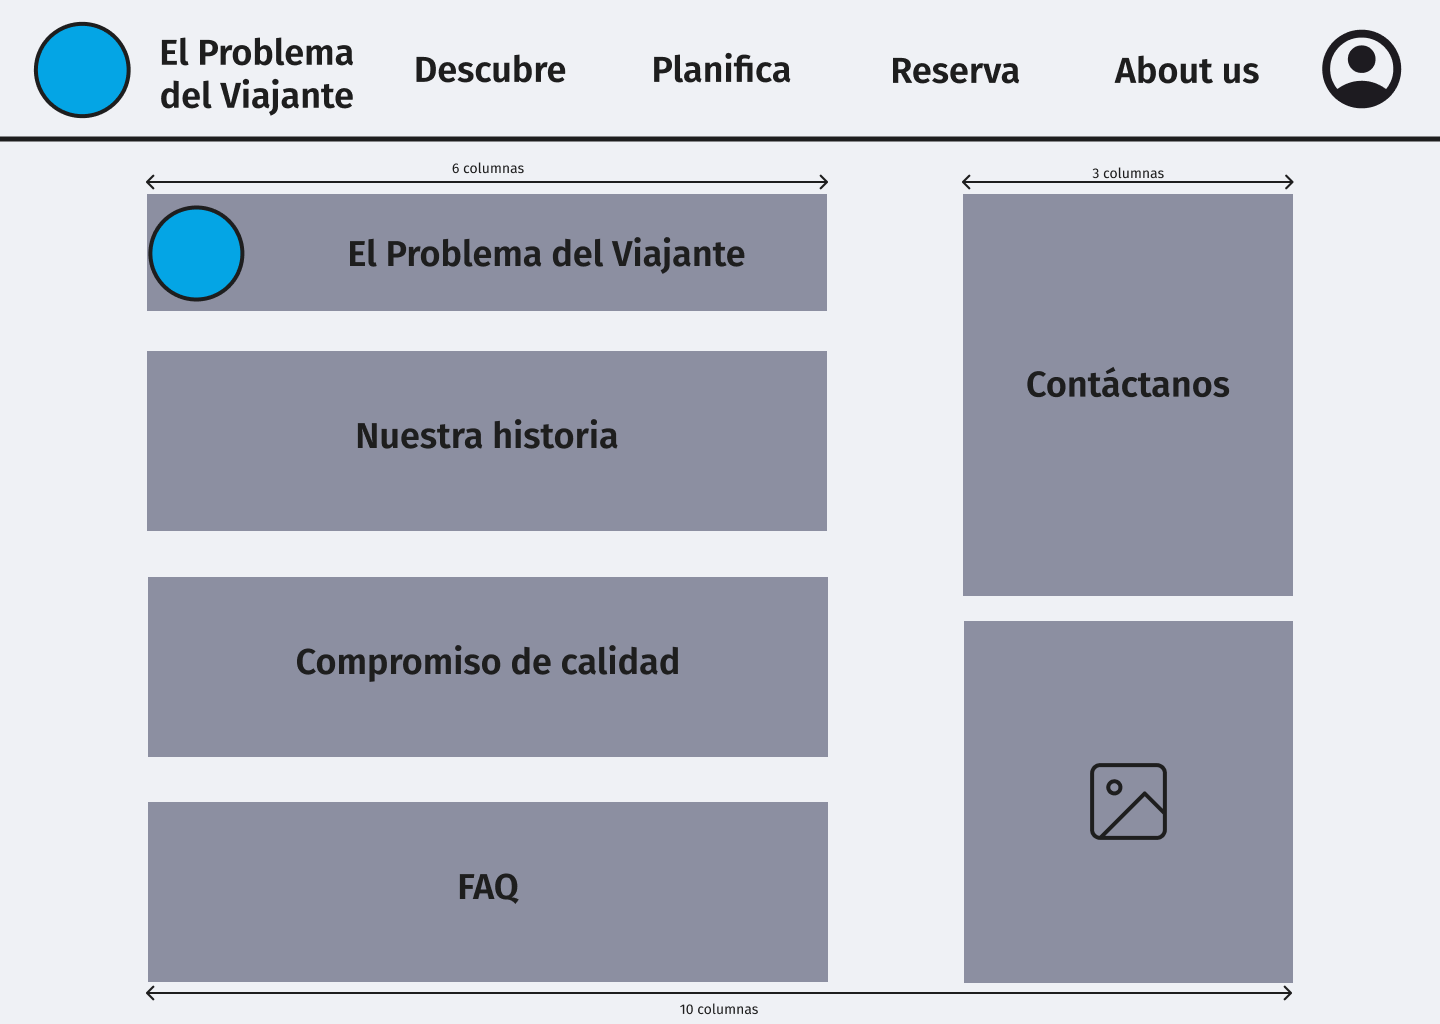 El Problema
del Viajante
Descubre
Planifica
Reserva
About us
6 columnas
3 columnas
El Problema del Viajante
Contáctanos
Nuestra historia
Compromiso de calidad
FAQ
10 columnas